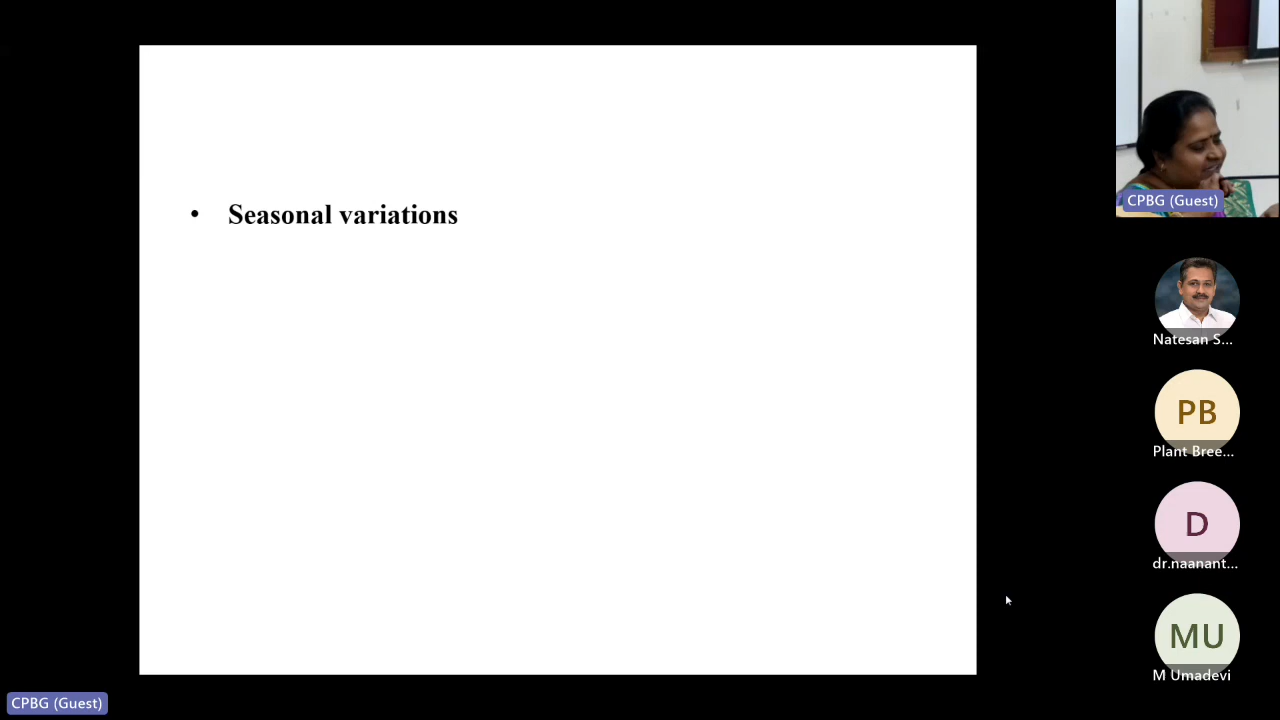 • Seasonal variations
CPBG (Guest)
Natesan S...
PB
Plant Bree...
D
dr.naanant...
MU
M Umadevi
CPBG (Guest)